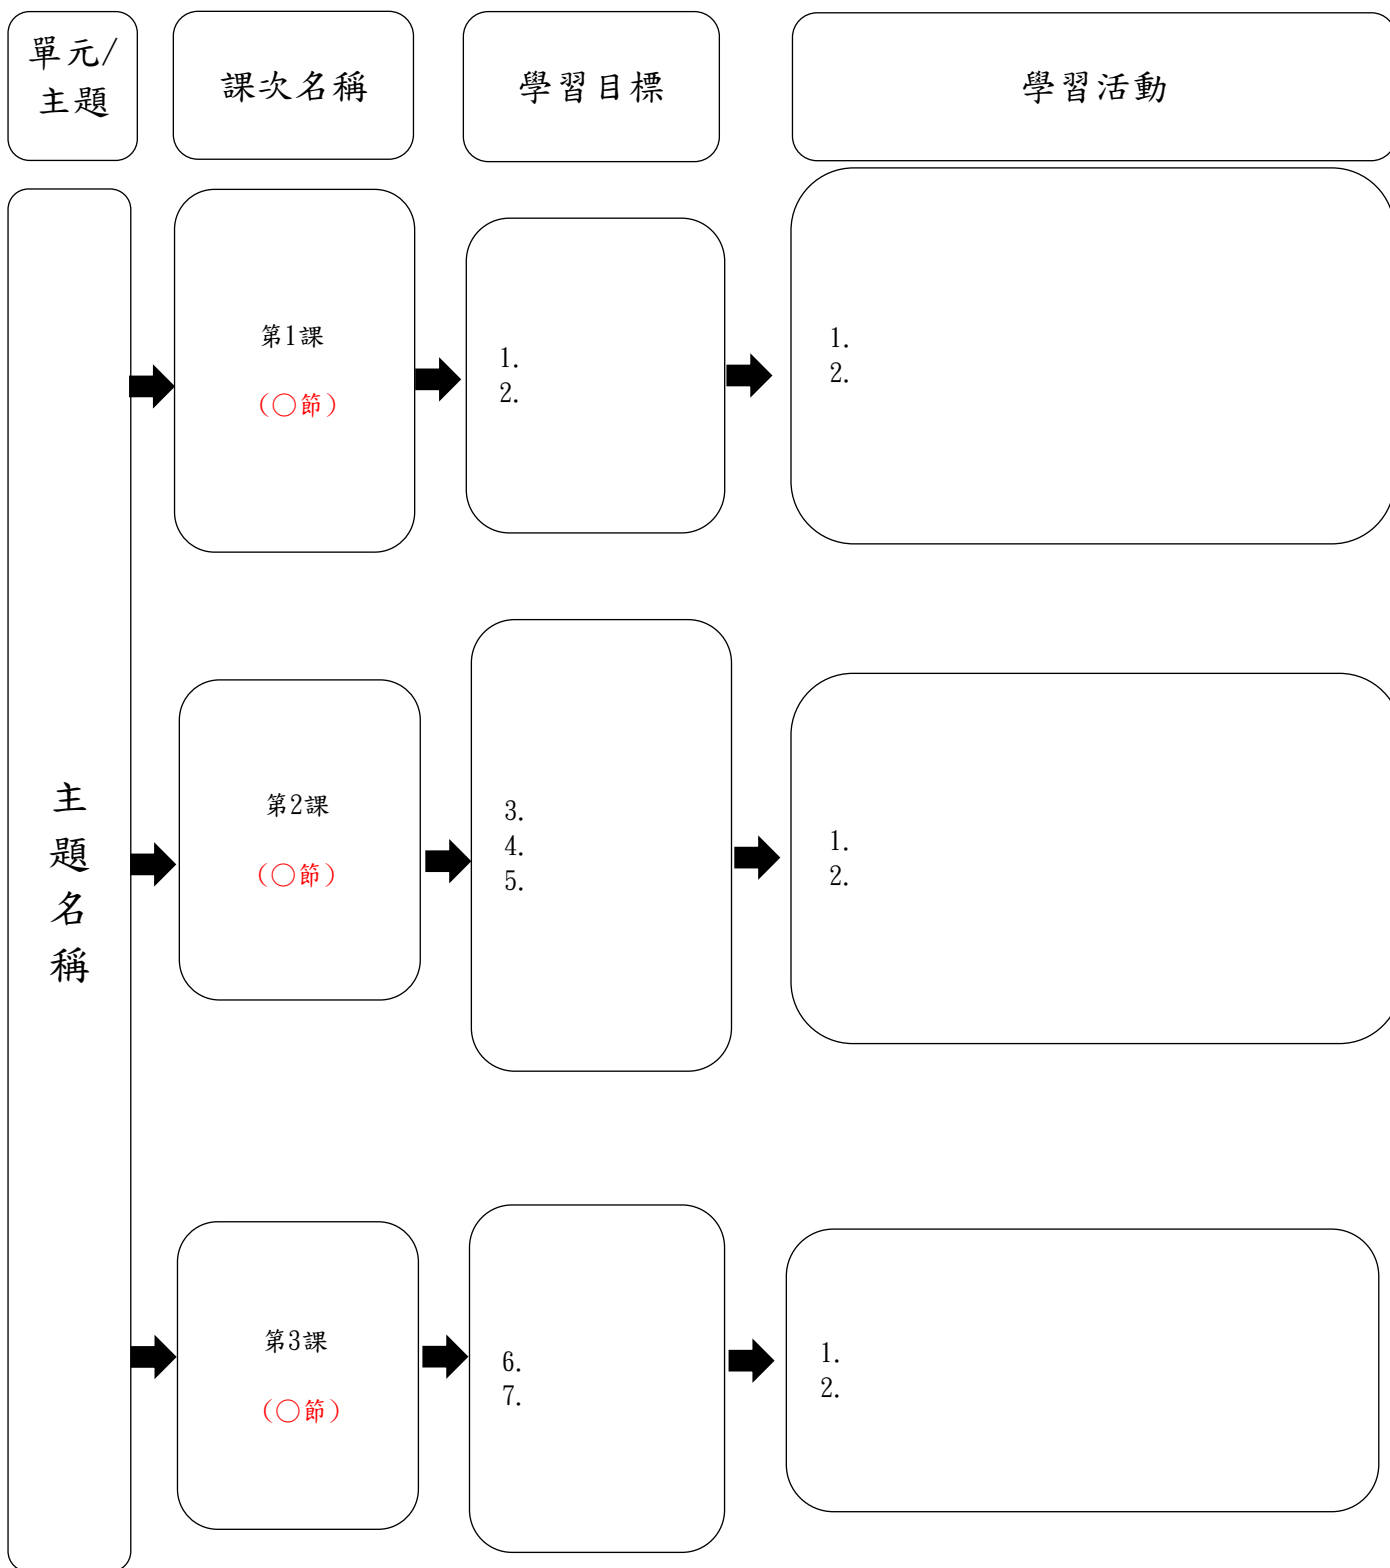 單元/
主題
課次名稱
學習目標
學習活動
主
題
名
稱
第1課
(○節)
1.
2.
1.
2.
第2課
(○節)
3.
4.
5.
1.
2.
第3課
(○節)
6.
7.
1.
2.